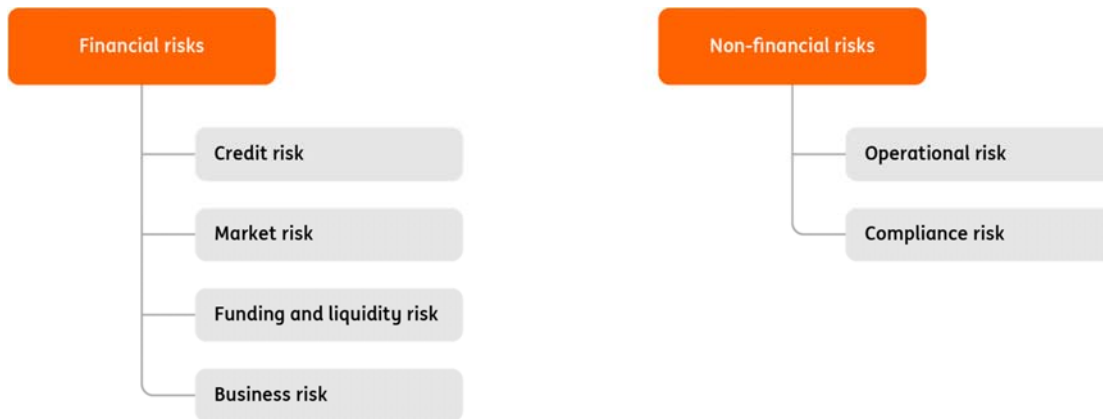 Financial risks
Credit risk
Market risk
Funding and liquidity risk
Business risk
Non-financial risks
Operational risk
Compliance risk